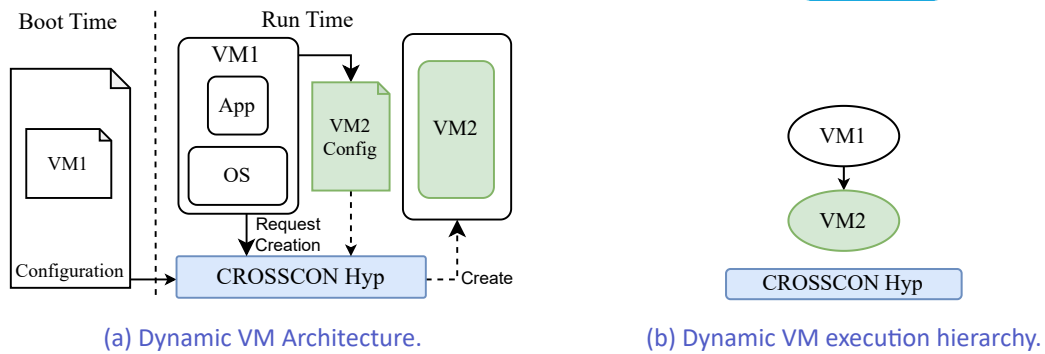 Boot Time
Run Time
VM1
App
OS
VM2
Config
VM2
VM1
Request
Creation
Configuration
CROSSCON Hyp
Create
(a) Dynamic VM Architecture.
VM1
VM2
CROSSCON Hyp
(b) Dynamic VM execution hierarchy.